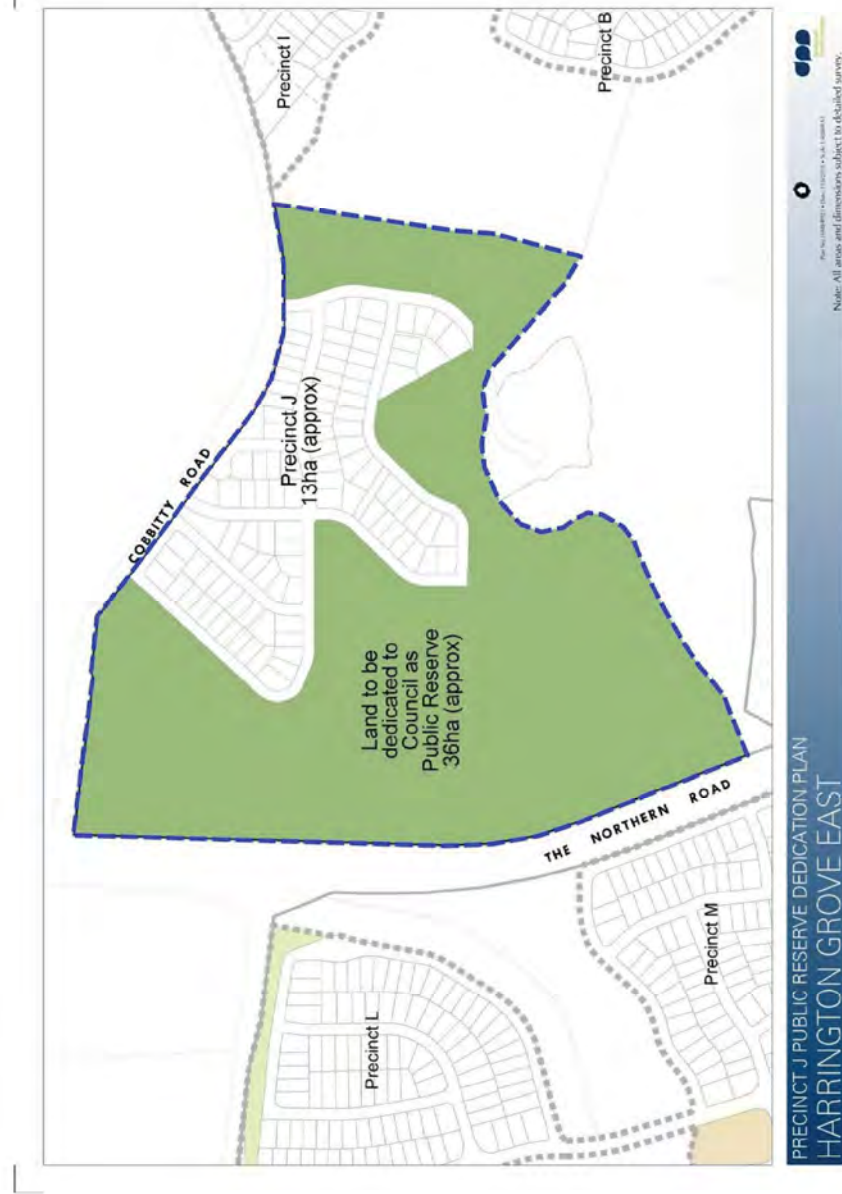 Precinct I
Precinct B
COBBITTY ROAD
Precinct J
13ha (approx)
Land to be
dedicated to
Council as
Public Reserve
36ha (approx)
THE NORTHERN ROAD
Precinct L
Precinct M
PRECINCT J PUBLIC RESERVE DEDICATION PLAN
HARRINGTON GROVE EAST
Note: All areas and dimensions subject to detailed survey.